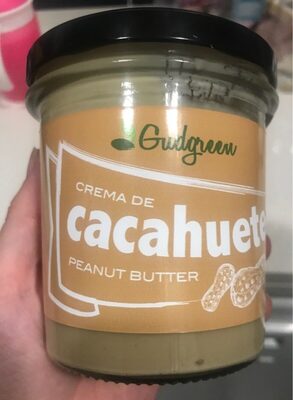 Gudgreen
CREMA DE
cacahuete
PEANUT BUTTER